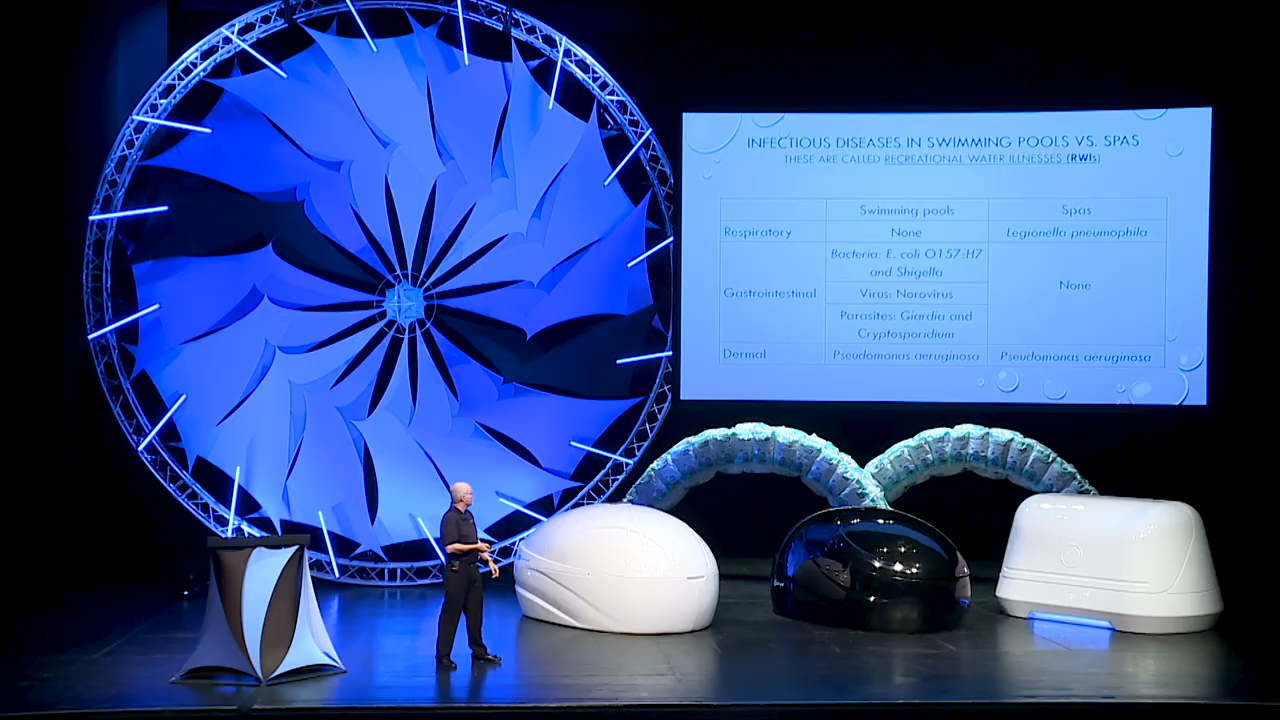 INFECTIOUS DISEASES IN SWIMMING POOLS VS. SPAS
THESE ARE CALLED RECREATIONAL WATER ILLNESSES (RWIs)
Swimming pools
Spas
Respiratory
None
Legionella pneumophila
Gastrointestinal
Bacteria: E. coli O157:H7
and Shigella
Virus: Norovirus
Parasites: Giardia and
Cryptosporidium
None
Dermal
Pseudomonas aeruginosa
Pseudomonas aeruginosa